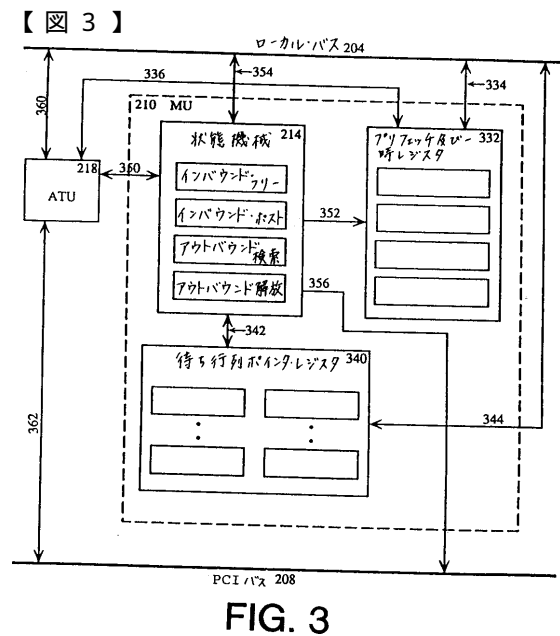 【図3】
ローカル・バス 204
336
354
334
360
210 MU
状態機械 214
プリフェッチ及び一 332
時レジスタ
218
ATU
350
インバウンド・フリー
インバウンド・ポスト
アウトバウンド検索
アウトバウンド解放
352
356
342
待ち行列ポインタ・レジスタ 340
344
362
PCIバス 208
FIG. 3